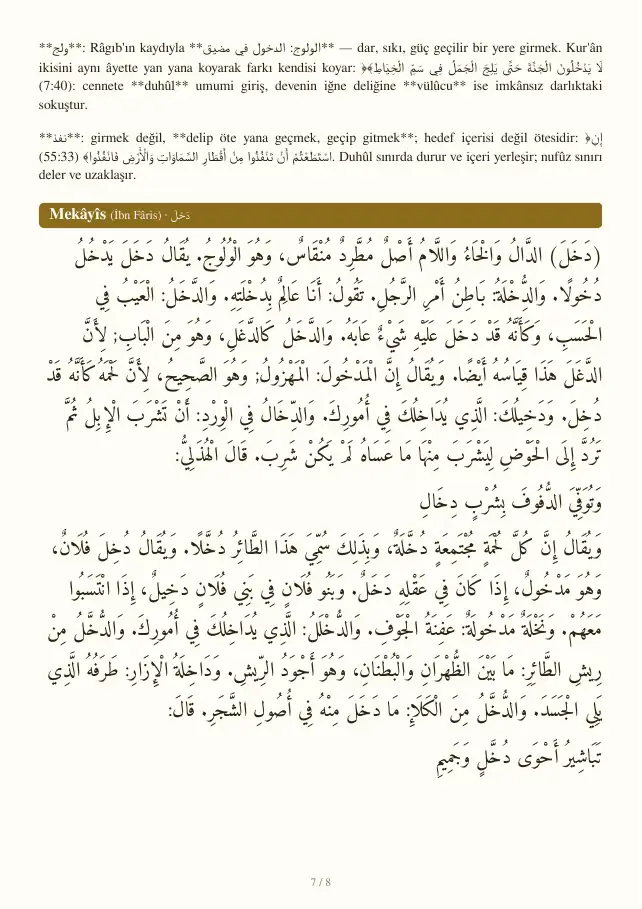 **ولج**: Râgıb'ın kaydıyla **الولوج: الدخول في مضيق** — dar, sıkı, güç geçilir bir yere girmek. Kur'ân
ikisini aynı âyette yan yana koyarak farkı kendisi koyar: ﴿لَا يَدْخُلُونَ الْجَنَّةَ حَتَّى يَلِجَ الْجَمَلُ فِي سَمِّ الْخِيَاطِ﴾
(7:40): cennete **duhûl** umumi giriş, devenin iğne deliğine **vülûcu** ise imkânsız darlıktaki
sokuştur.
**نفذ**: girmek değil, **delip öte yana geçmek, geçip gitmek**; hedef içerisi değil ötesidir: ﴿إِنِ
اسْتَطَعْتُمْ أَنْ تَنْفُذُوا مِنْ أَقْطَارِ السَّمَاوَاتِ وَالْأَرْضِ فَانْفُذُوا﴾ (55:33). Duhûl sınırda durur ve içeri yerleşir; nufûz sınırı
deler ve uzaklaşır.
Mekâyîs (İbn Fâris) · دَخل
(دَخَلَ) الدَّالُ وَالْخَاءُ وَاللَّامُ أَصْلٌ مُطَّرِدٌ مُنْقَاسٌ، وَهُوَ الْوُلُوجُ. يُقَالُ دَخَلَ يَدْخُلُ
دُخُولًا. وَالدُِّخْلَةُ: بَاطِنُ أَمْرِ الرَّجُلِ. تَقُولُ: أَنَا عَالِمٌ بِدُِخْلَتِهِ. وَالدَّخَلُ: الْعَيْبُ فِي
الْحَسَبِ، وَكَأَنَّهُ قَدْ دَخَلَ عَلَيْهِ شَيْءٌ عَابَهُ. وَالدَّخَلُ كَالدَّغَلِ، وَهُوَ مِنَ الْبَابِ; لِأَنَّ
الدَّغَلَ هَذَا قِيَاسُهُ أَيْضًا. وَيُقَالُ إِنَّ الْمَدْخُولَ: الْمَهْزُولُ; وَهُوَ الصَّحِيحُ، لِأَنَّ لَحْمَهُ كَأَنَّهُ قَدْ
دُخِلَ. وَدَخِيلُكَ: الَّذِي يُدَاخِلُكَ فِي أُمُورِكَ. وَالدِّخَالُ فِي الْوِرْدِ: أَنْ تَشْرَبَ الْإِبِلُ ثُمَّ
تَرُدَّ إِلَى الْحَوْضِ لِيَشْرَبَ مِنْهَا مَا عَسَاهُ لَمْ يَكُنْ شَرِبَ. قَالَ الْهُذَلِيُّ:
وَتُوَفِّيَ الدُّفُوفَ بِشُرْبٍ دِخَالِ
وَيُقَالُ إِنَّ كُلَّ لُحْمَةٍ مُجْتَمِعَةٍ دُخَّلَةٌ، وَبِذَلِكَ سُمِّيَ هَذَا الطَّائِرُ دُخَّلًا. وَيُقَالُ دُخِلَ فُلَانٌ،
وَهُوَ مَدْخُولٌ، إِذَا كَانَ فِي عَقْلِهِ دَخَلٌ. وَبَنُو فُلَانٍ فِي بَنِي فُلَانٍ دَخِيلٌ، إِذَا انْتَسَبُوا
مَعَهُمْ. وَنَخْلَةٌ مَدْخُولَةٌ: عَفِنَةُ الْجَوْفِ. وَالدُّخْلَلُ: الَّذِي يُدَاخِلُكَ فِي أُمُورِكَ. وَالدُّخَّلُ مِنْ
رِيشِ الطَّائِرِ: مَا بَيْنَ الظُّهْرَانِ وَالْبُطْنَانِ، وَهُوَ أَجْوَدُ الرِّيشِ. وَدَاخِلَةُ الْإِزَارِ: طَرَفُهُ الَّذِي
يَلِي الْجَسَدَ. وَالدُّخَّلُ مِنَ الْكَلَإِ: مَا دَخَلَ مِنْهُ فِي أُصُولِ الشَّجَرِ. قَالَ:
تَبَاشِيرُ أَحْوَى دُخَّلٍ وَجَمِيمِ
7 / 8